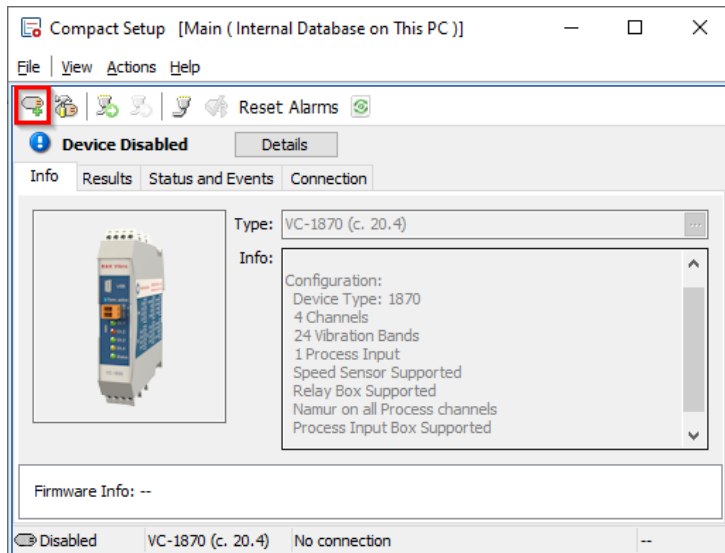 Compact Setup [Main ( Internal Database on This PC )]
File View Actions Help
Reset Alarms
Device Disabled Details
Info Results Status and Events Connection
Type: VC-1870 (c. 20.4) ...
Info:
Configuration:
Device Type: 1870
4 Channels
24 Vibration Bands
1 Process Input
Speed Sensor Supported
Relay Box Supported
Namur on all Process channels
Process Input Box Supported
Firmware Info: --
Disabled VC-1870 (c. 20.4) No connection --